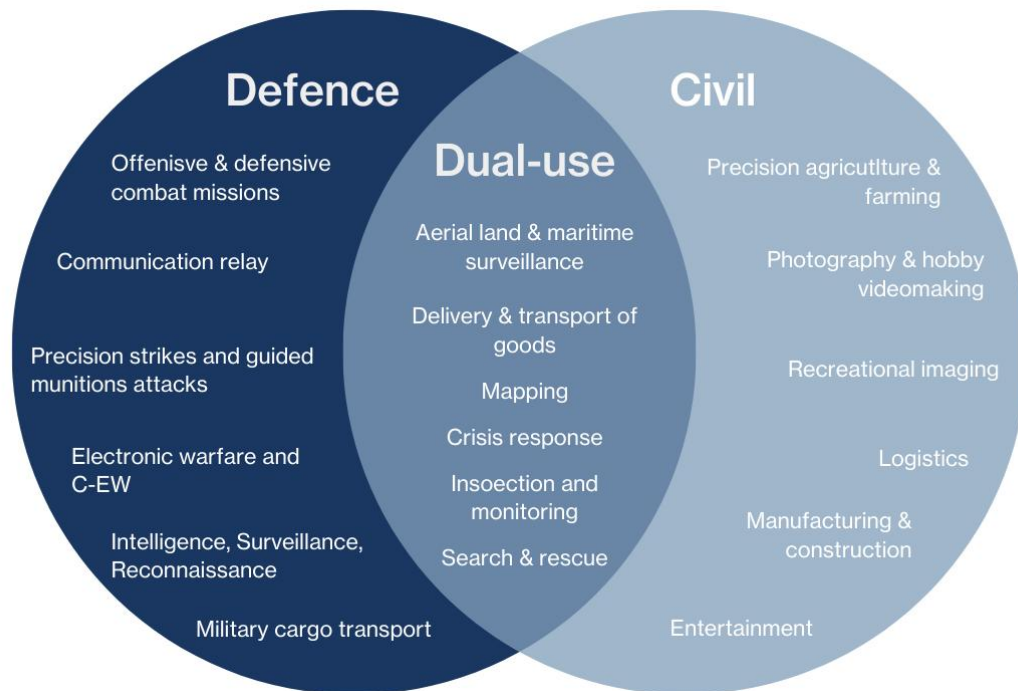 Defence
Offenisve & defensive
combat missions
Communication relay
Precision strikes and guided
munitions attacks
Electronic warfare and
C-EW
Intelligence, Surveillance,
Reconnaissance
Military cargo transport
Dual-use
Aerial land & maritime
surveillance
Delivery & transport of
goods
Mapping
Crisis response
Insoection and
monitoring
Search & rescue
Civil
Precision agricutlture &
farming
Photography & hobby
videomaking
Recreational imaging
Logistics
Manufacturing &
construction
Entertainment